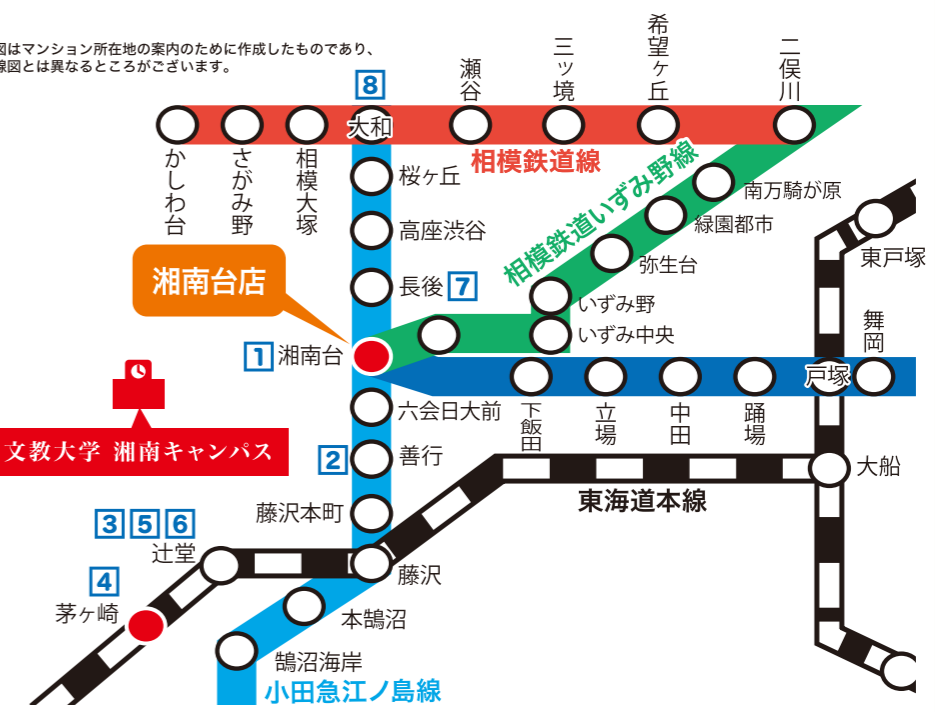 図はマンション所在地の案内のために作成したものであり、
線図とは異なるところがございます。
8
瀬谷
三ッ境
希望ヶ丘
二俣川
大和
かしわ台
さがみ野
相模大塚
相模鉄道線
桜ヶ丘
相模鉄道いずみ野線
南万騎が原
高座渋谷
緑園都市
東戸塚
湘南台店
長後
7
弥生台
いずみ野
いずみ中央
舞岡
1
湘南台
戸塚
六会日大前
下飯田
立場
中田
踊場
文教大学 湘南キャンパス
2
善行
大船
東海道本線
藤沢本町
3
5
6
辻堂
藤沢
4
茅ヶ崎
本鵠沼
鵠沼海岸
小田急江ノ島線